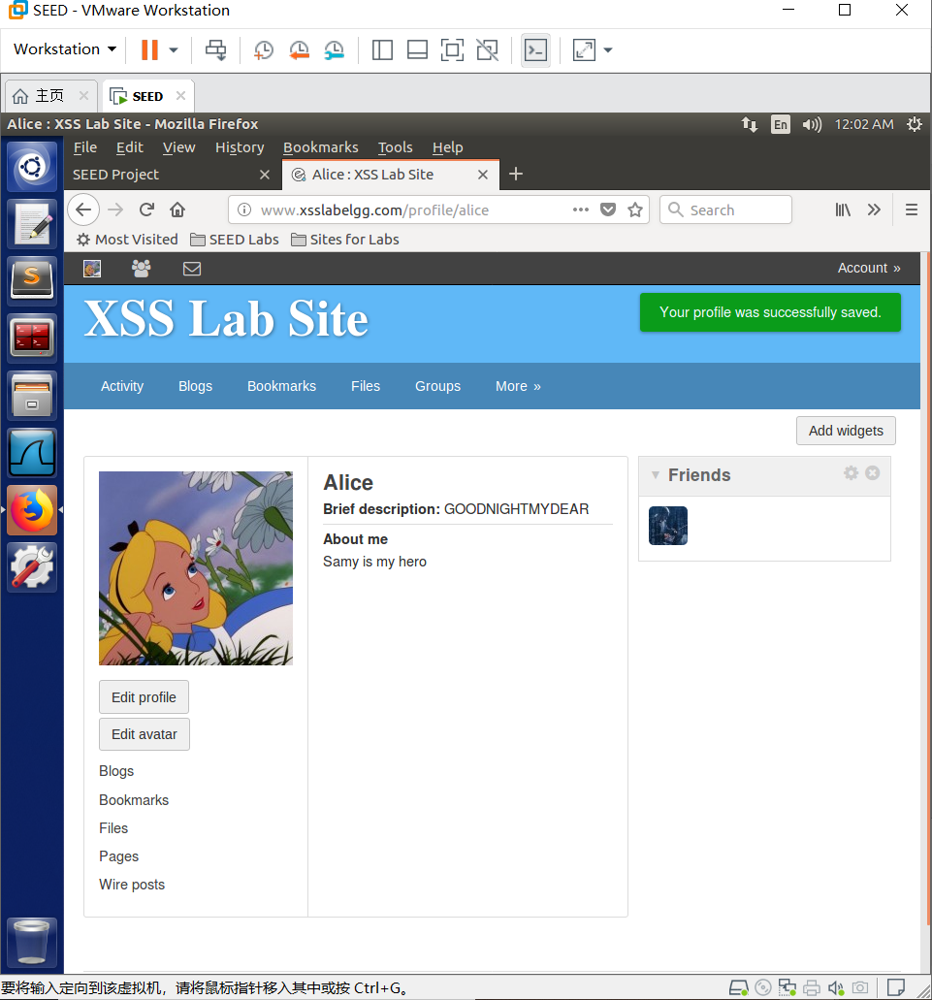 SEED - VMware Workstation
Workstation
主页
SEED
Alice : XSS Lab Site - Mozilla Firefox
En
12:02 AM
File Edit View History Bookmarks Tools Help
SEED Project
Alice : XSS Lab Site
www.xsslabelgg.com/profile/alice
Search
Most Visited
SEED Labs
Sites for Labs
Account »
XSS Lab Site
Your profile was successfully saved.
Activity Blogs Bookmarks Files Groups More »
Add widgets
Alice
Brief description: GOODNIGHTMYDEAR
About me
Samy is my hero
Friends
Edit profile
Edit avatar
Blogs
Bookmarks
Files
Pages
Wire posts
要将输入定向到该虚拟机，请将鼠标指针移入其中或按 Ctrl+G。